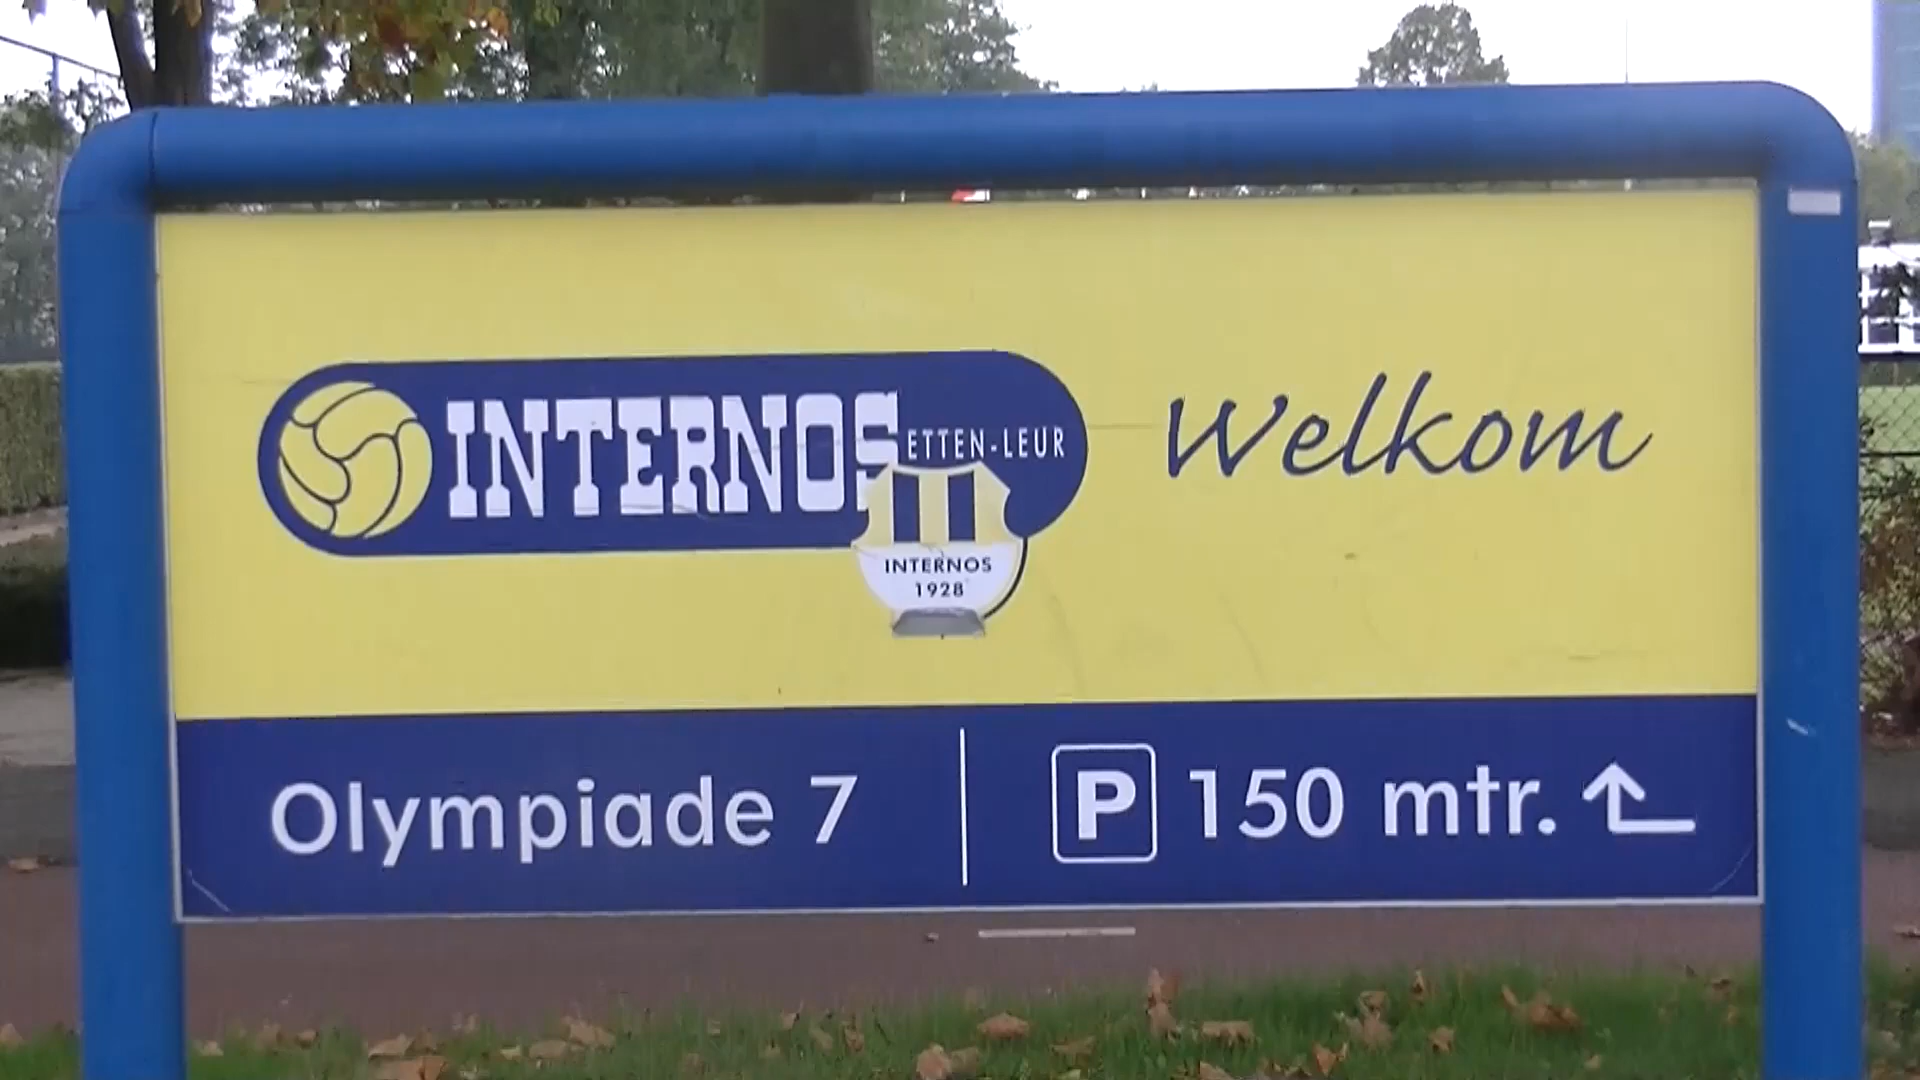 INTERNOS ETTEN-LEUR
Welkom
INTERNOS
1928
Olympiade 7
P 150 mtr.